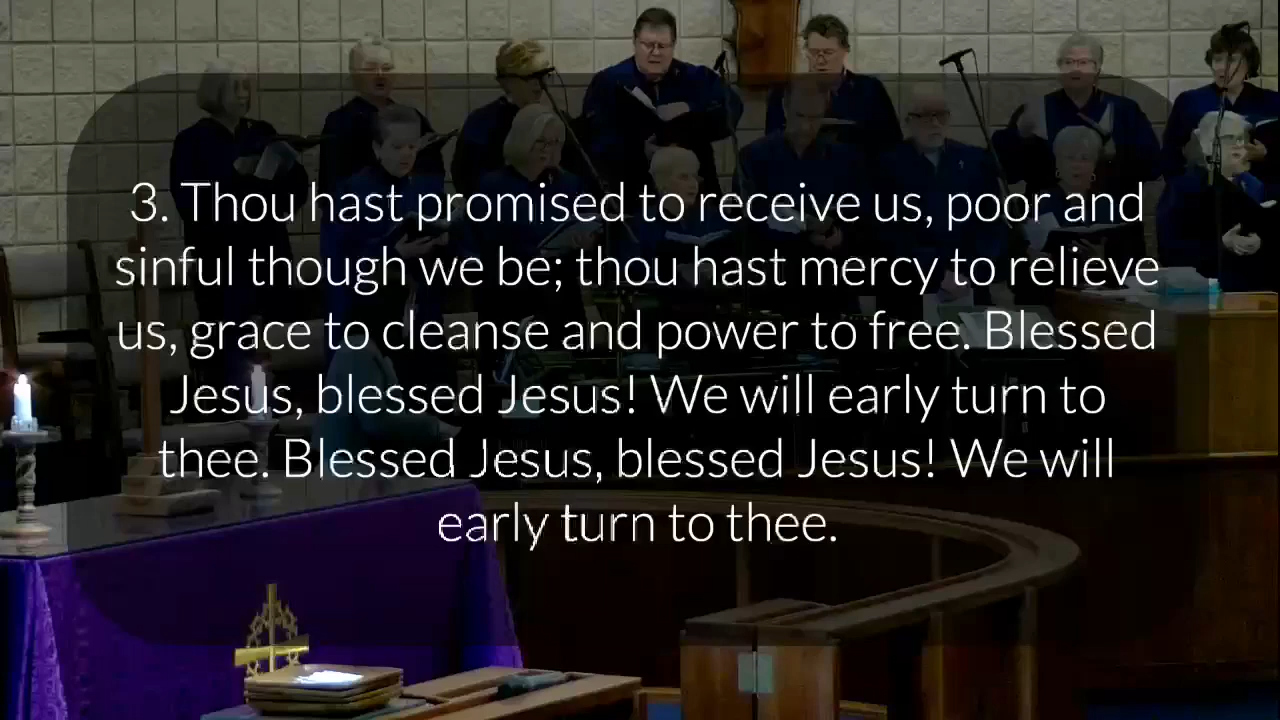 3. Thou hast promised to receive us, poor and
sinful though we be; thou hast mercy to relieve
us, grace to cleanse and power to free. Blessed
Jesus, blessed Jesus! We will early turn to
thee. Blessed Jesus, blessed Jesus! We will
early turn to thee.